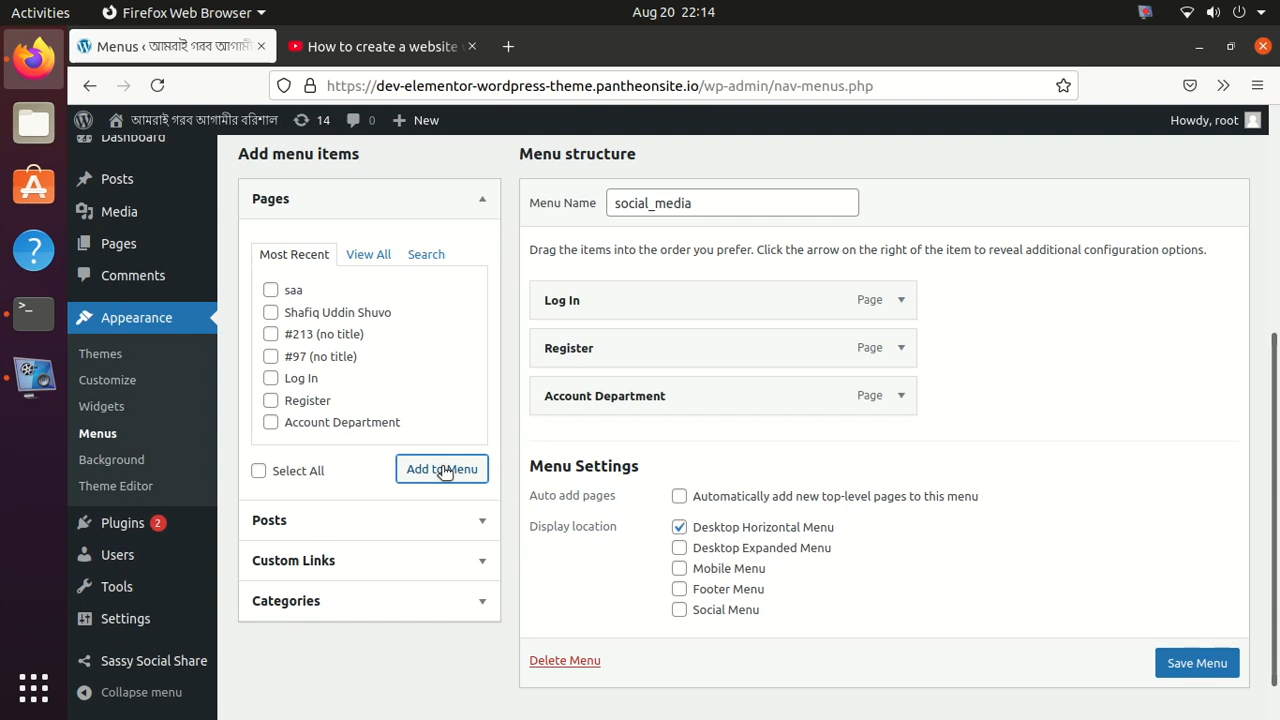 Activities
Firefox Web Browser
Aug 20 22:14
Menus ‹ আমরাই গরব আগামী
How to create a website
https://dev-elementor-wordpress-theme.pantheonsite.io/wp-admin/nav-menus.php
আমরাই গরব আগামীর বরিশাল
14
0
New
Howdy, root
Dashboard
Posts
Media
Pages
Comments
Appearance
Themes
Customize
Widgets
Menus
Background
Theme Editor
Plugins 2
Users
Tools
Settings
Sassy Social Share
Collapse menu
Add menu items
Pages
Most Recent
View All
Search
saa
Shafiq Uddin Shuvo
#213 (no title)
#97 (no title)
Log In
Register
Account Department
Select All
Add to Menu
Posts
Custom Links
Categories
Menu structure
Menu Name social_media
Drag the items into the order you prefer. Click the arrow on the right of the item to reveal additional configuration options.
Log In Page
Register Page
Account Department Page
Menu Settings
Auto add pages
Automatically add new top-level pages to this menu
Display location
Desktop Horizontal Menu
Desktop Expanded Menu
Mobile Menu
Footer Menu
Social Menu
Delete Menu
Save Menu